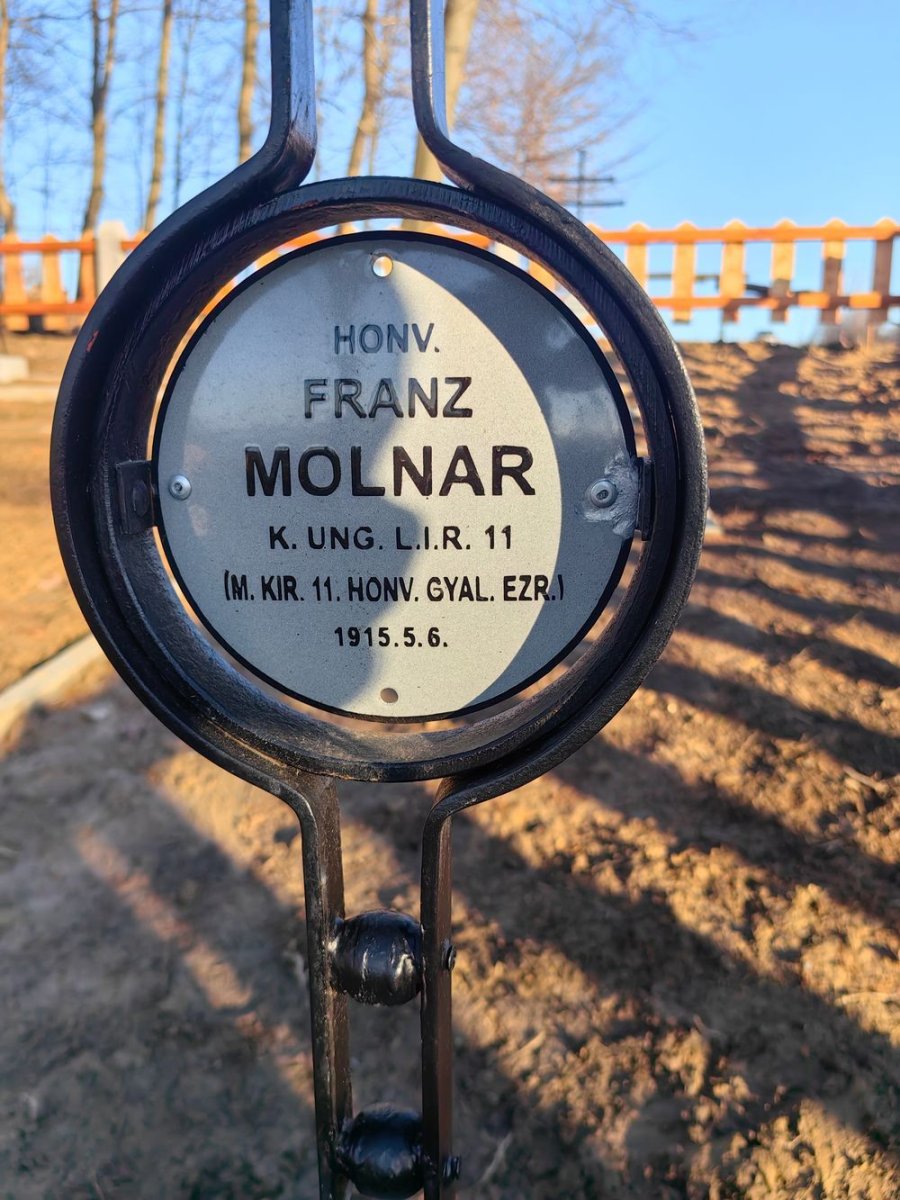 HONV.
FRANZ
MOLNAR
K. UNG. L.I.R. 11
(M. KIR. 11. HONV. GYAL. EZR.)
1915.5.6.